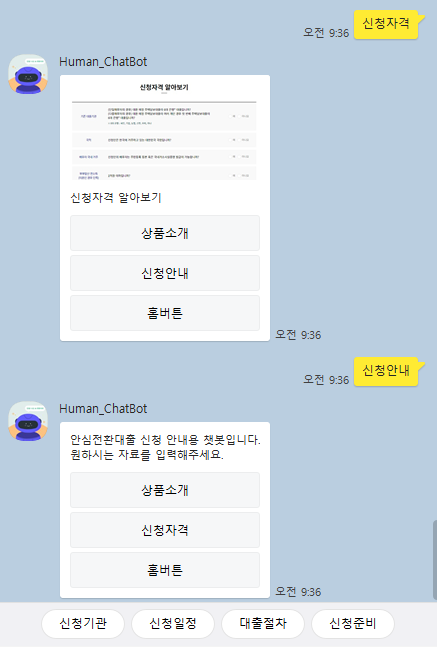 신청자격
오전 9:36
Human_ChatBot
신청자격 알아보기
신청자격 알아보기
상품소개
신청안내
홈버튼
오전 9:36
신청안내
오전 9:36
Human_ChatBot
안심전환대출 신청 안내용 챗봇입니다.
원하시는 자료를 입력해주세요.
상품소개
신청자격
홈버튼
오전 9:36
신청기관 신청일정 대출절차 신청준비